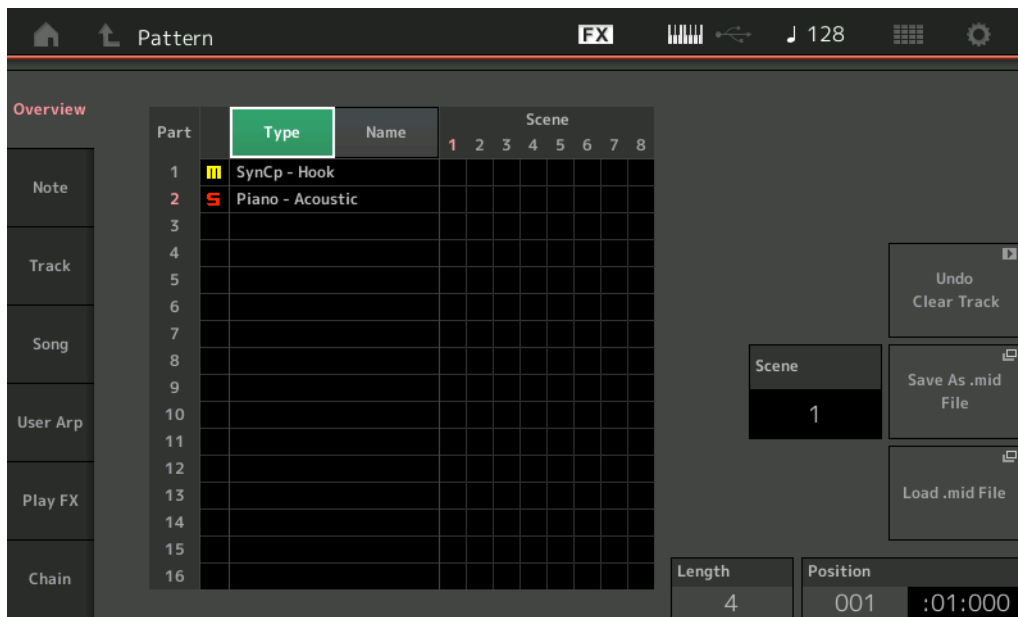 Pattern FX 128
Overview
Note
Track
Song
User Arp
Play FX
Chain
Part Type Name Scene
1 2 3 4 5 6 7 8
1 M SynCp - Hook
2 S Piano - Acoustic
3
4
5
6
7
8
9
10
11
12
13
14
15
16
Undo
Clear Track
Scene
1
Save As .mid
File
Load .mid File
Length
4
Position
001 :01:000